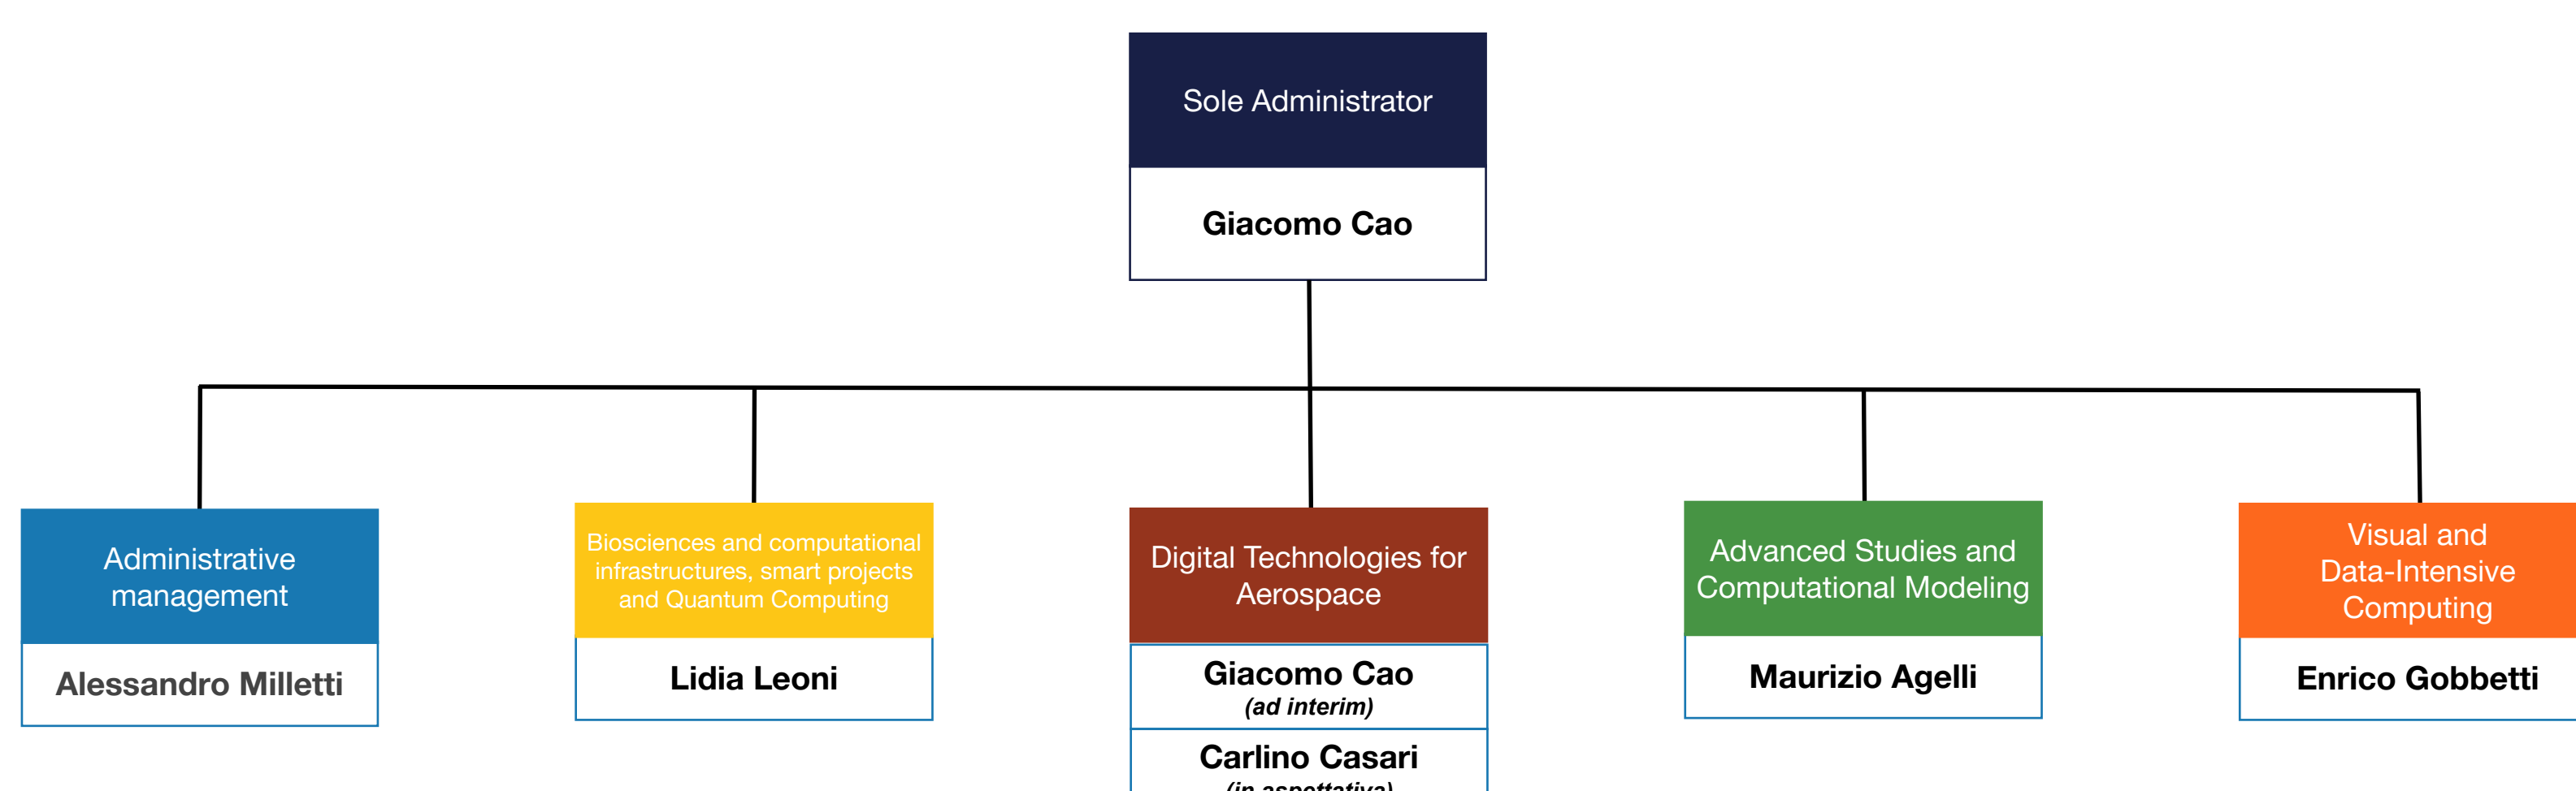 Sole Administrator
Giacomo Cao
Administrative
management
Alessandro Milletti
Biosciences and computational
infrastructures, smart projects
and Quantum Computing
Lidia Leoni
Digital Technologies for
Aerospace
Giacomo Cao
(ad interim)
Carlino Casari
(in aspettativa)
Advanced Studies and
Computational Modeling
Maurizio Agelli
Visual and
Data-Intensive
Computing
Enrico Gobbetti